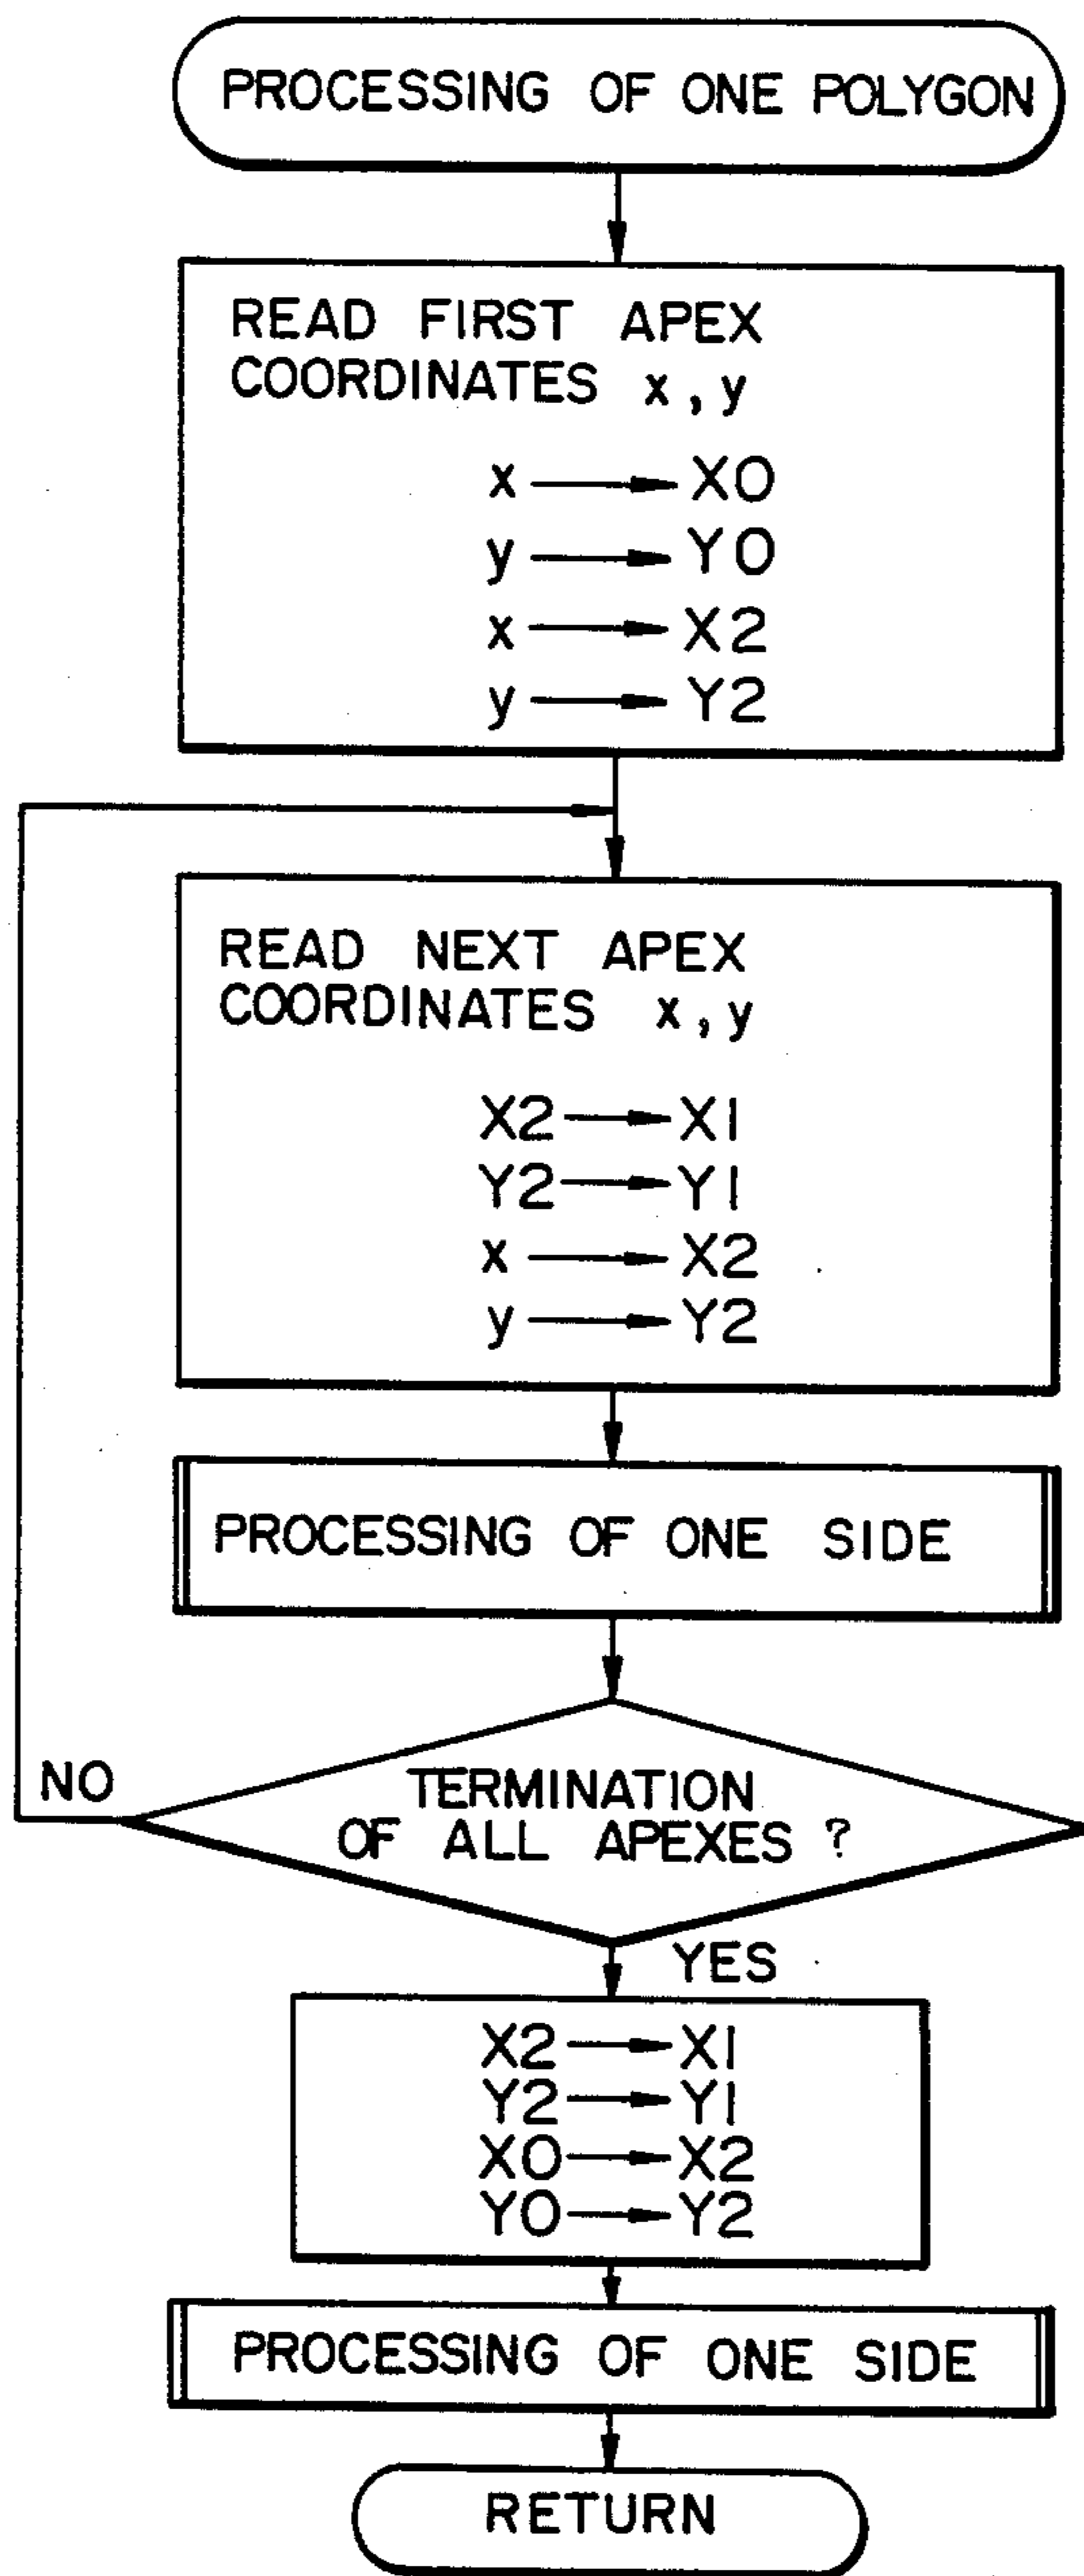 PROCESSING OF ONE POLYGON
READ FIRST APEX
COORDINATES x, y
x → X0
y → Y0
x → X2
y → Y2
READ NEXT APEX
COORDINATES x, y
X2 → X1
Y2 → Y1
x → X2
y → Y2
PROCESSING OF ONE SIDE
TERMINATION
OF ALL APEXES ?
NO
YES
X2 → X1
Y2 → Y1
X0 → X2
Y0 → Y2
PROCESSING OF ONE SIDE
RETURN